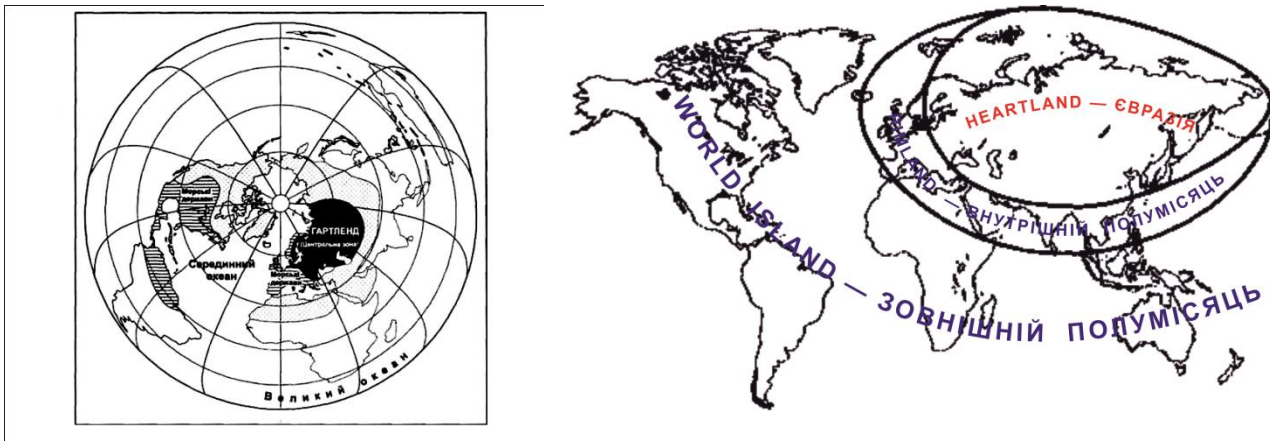 Морські
держави
ГАРТЛЕНД
(Центральна зона)
Серединний
океан
Морські
держави
Великий океан
HEARTLAND — ЄВРАЗІЯ
RIMLAND — ВНУТРІШНІЙ ПОЛУМІСЯЦЬ
WORLD ISLAND — ЗОВНІШНІЙ ПОЛУМІСЯЦЬ